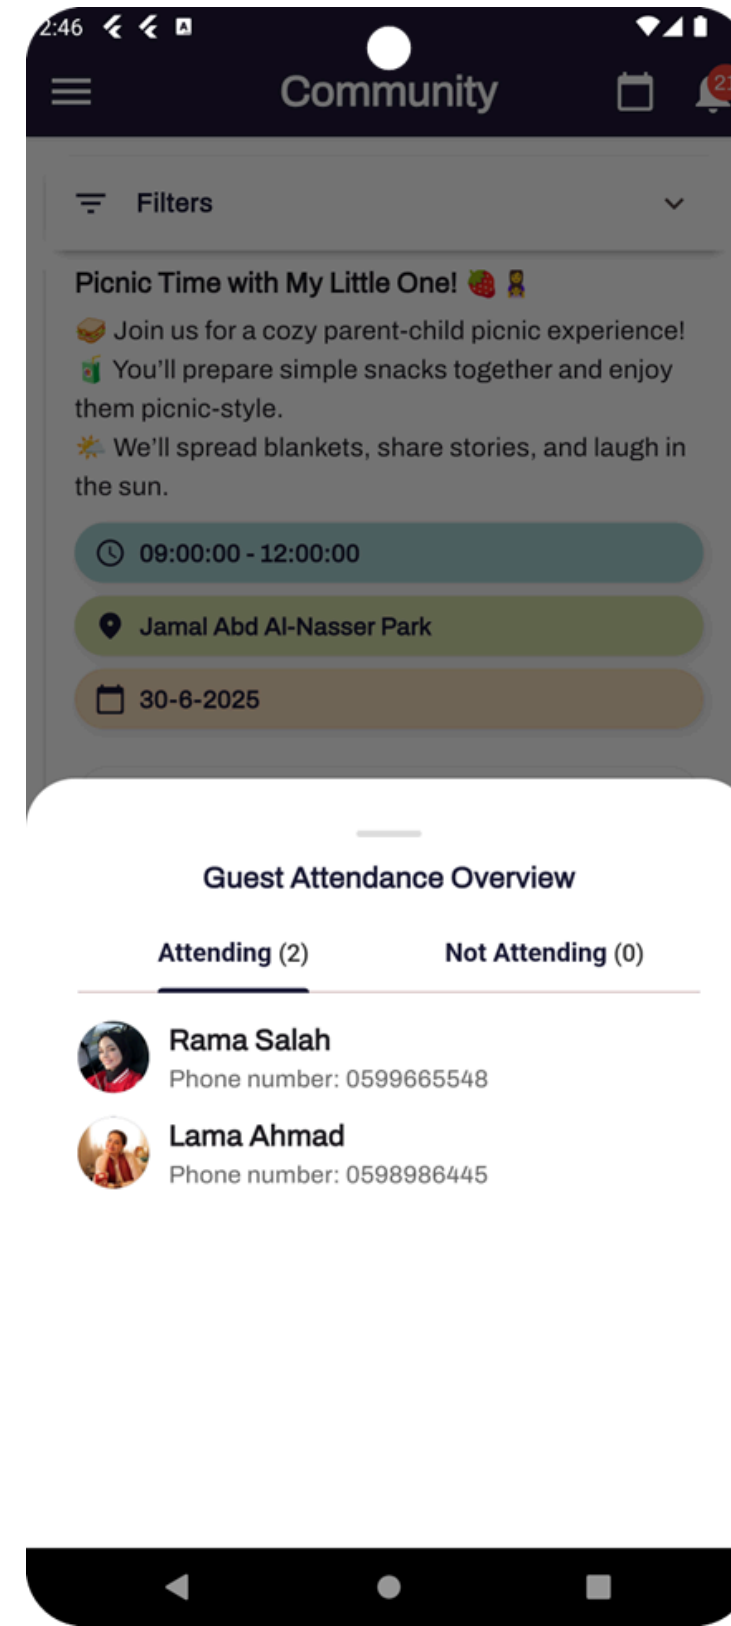 2:46
Community
21
Filters
Picnic Time with My Little One! 🍓 👩‍👧
🥪 Join us for a cozy parent-child picnic experience!
🧃 You'll prepare simple snacks together and enjoy
them picnic-style.
🌤️ We'll spread blankets, share stories, and laugh in
the sun.
09:00:00 - 12:00:00
Jamal Abd Al-Nasser Park
30-6-2025
Guest Attendance Overview
Attending (2) Not Attending (0)
Rama Salah
Phone number: 0599665548
Lama Ahmad
Phone number: 0598986445